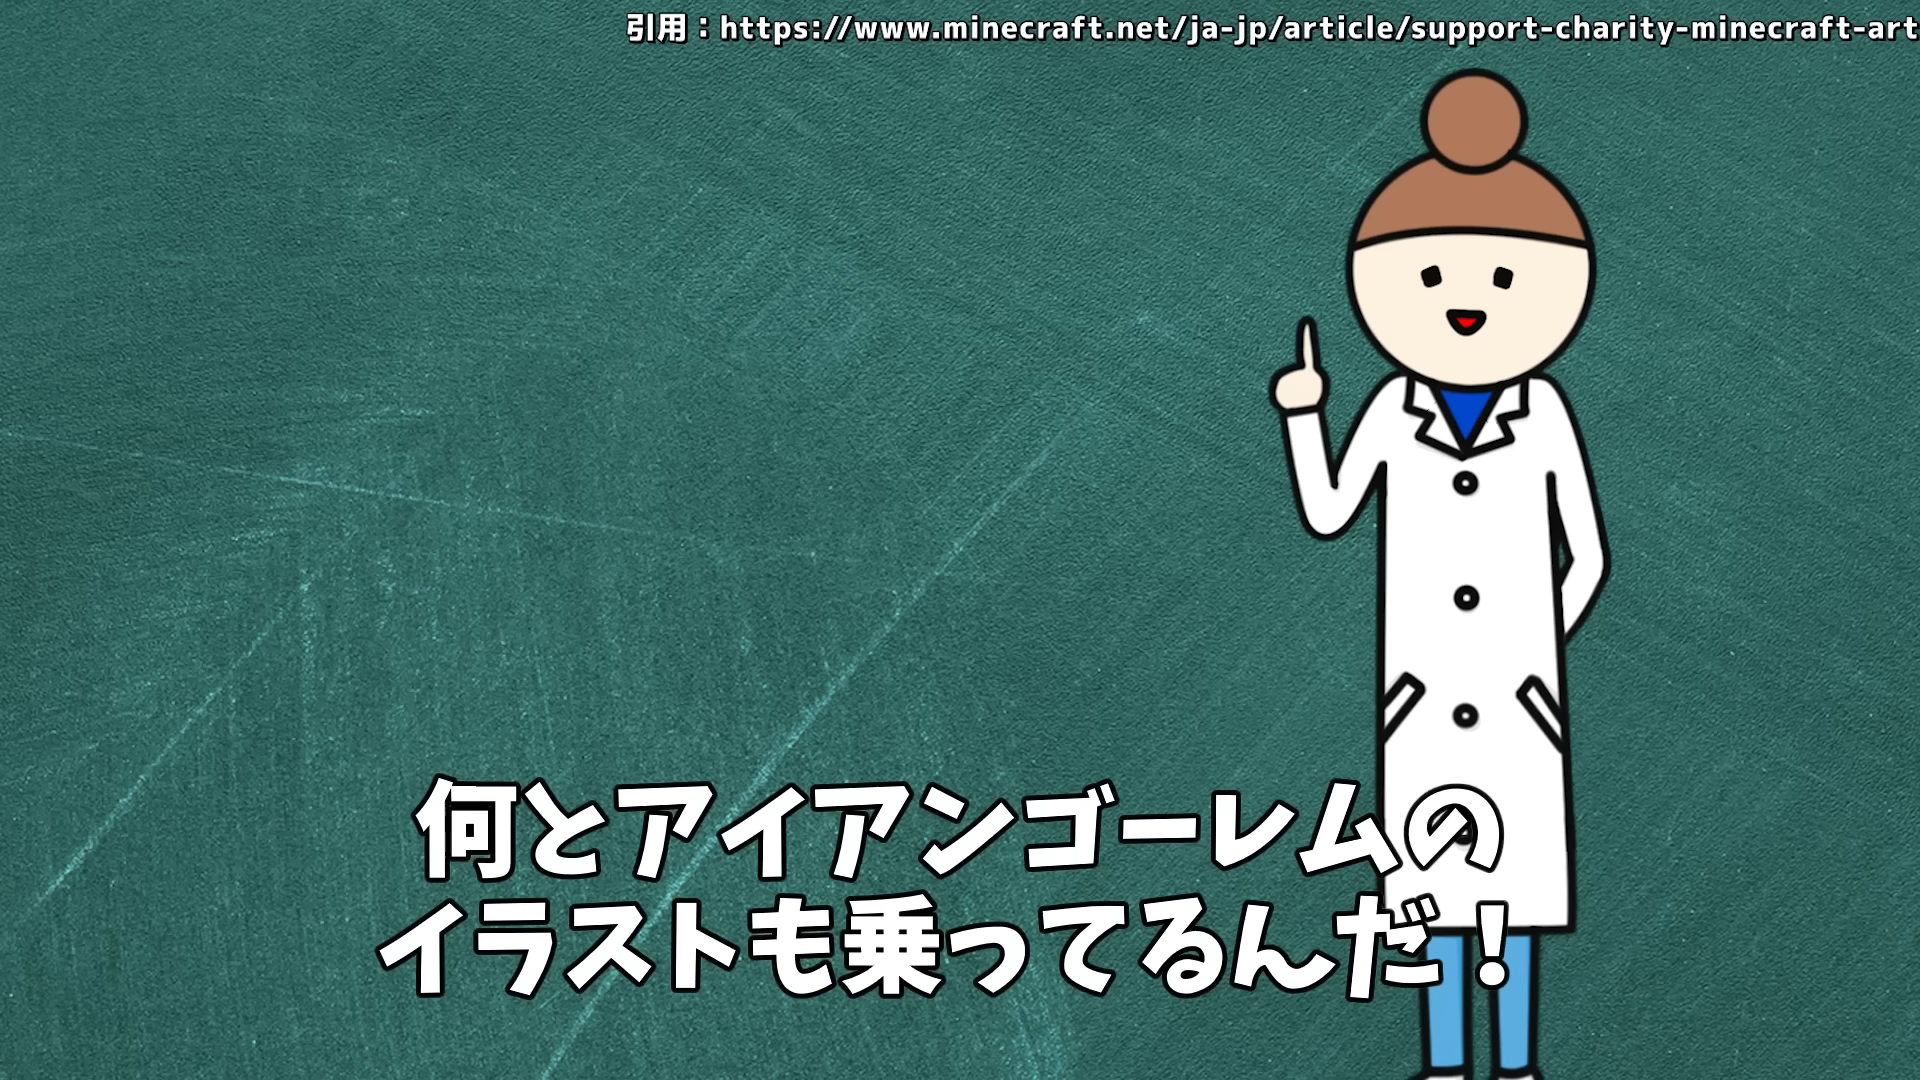 引用：https://www.minecraft.net/ja-jp/article/support-charity-minecraft-art
何とアイアンゴーレムの
イラストも乗ってるんだ！